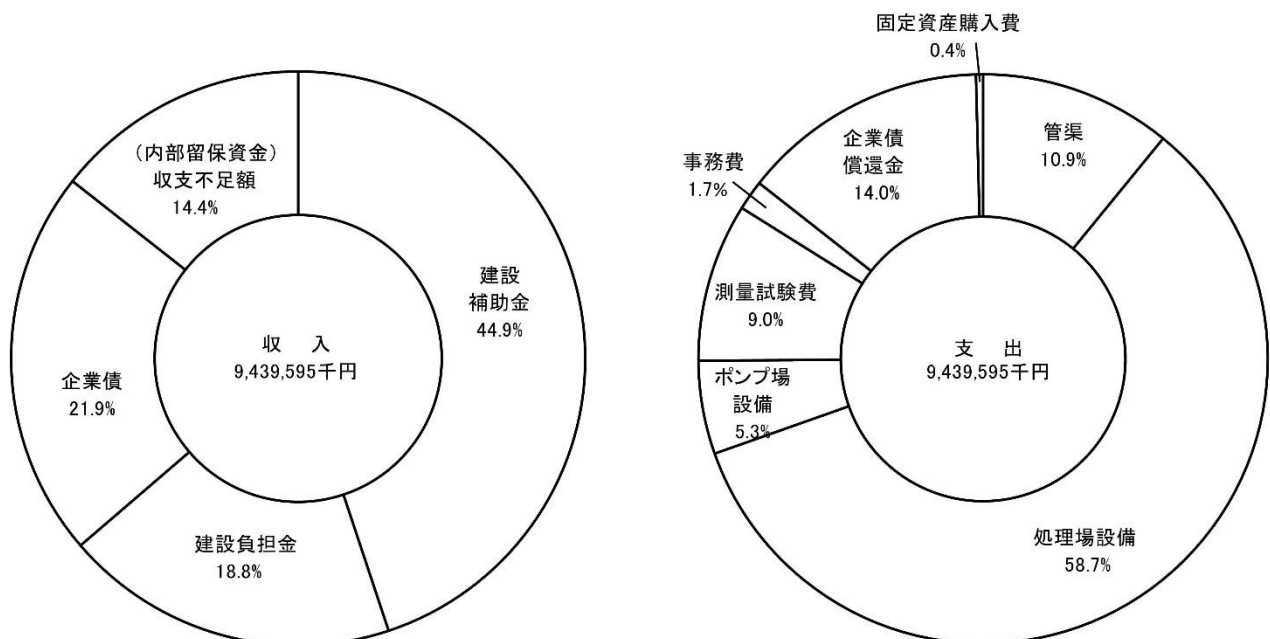 建設
補助金
44.9%
建設負担金
18.8%
企業債
21.9%
(内部留保資金)
収支不足額
14.4%
収 入
9,439,595千円
固定資産購入費
0.4%
管渠
10.9%
処理場設備
58.7%
ポンプ場
設備
5.3%
測量試験費
9.0%
事務費
1.7%
企業債
償還金
14.0%
支 出
9,439,595千円